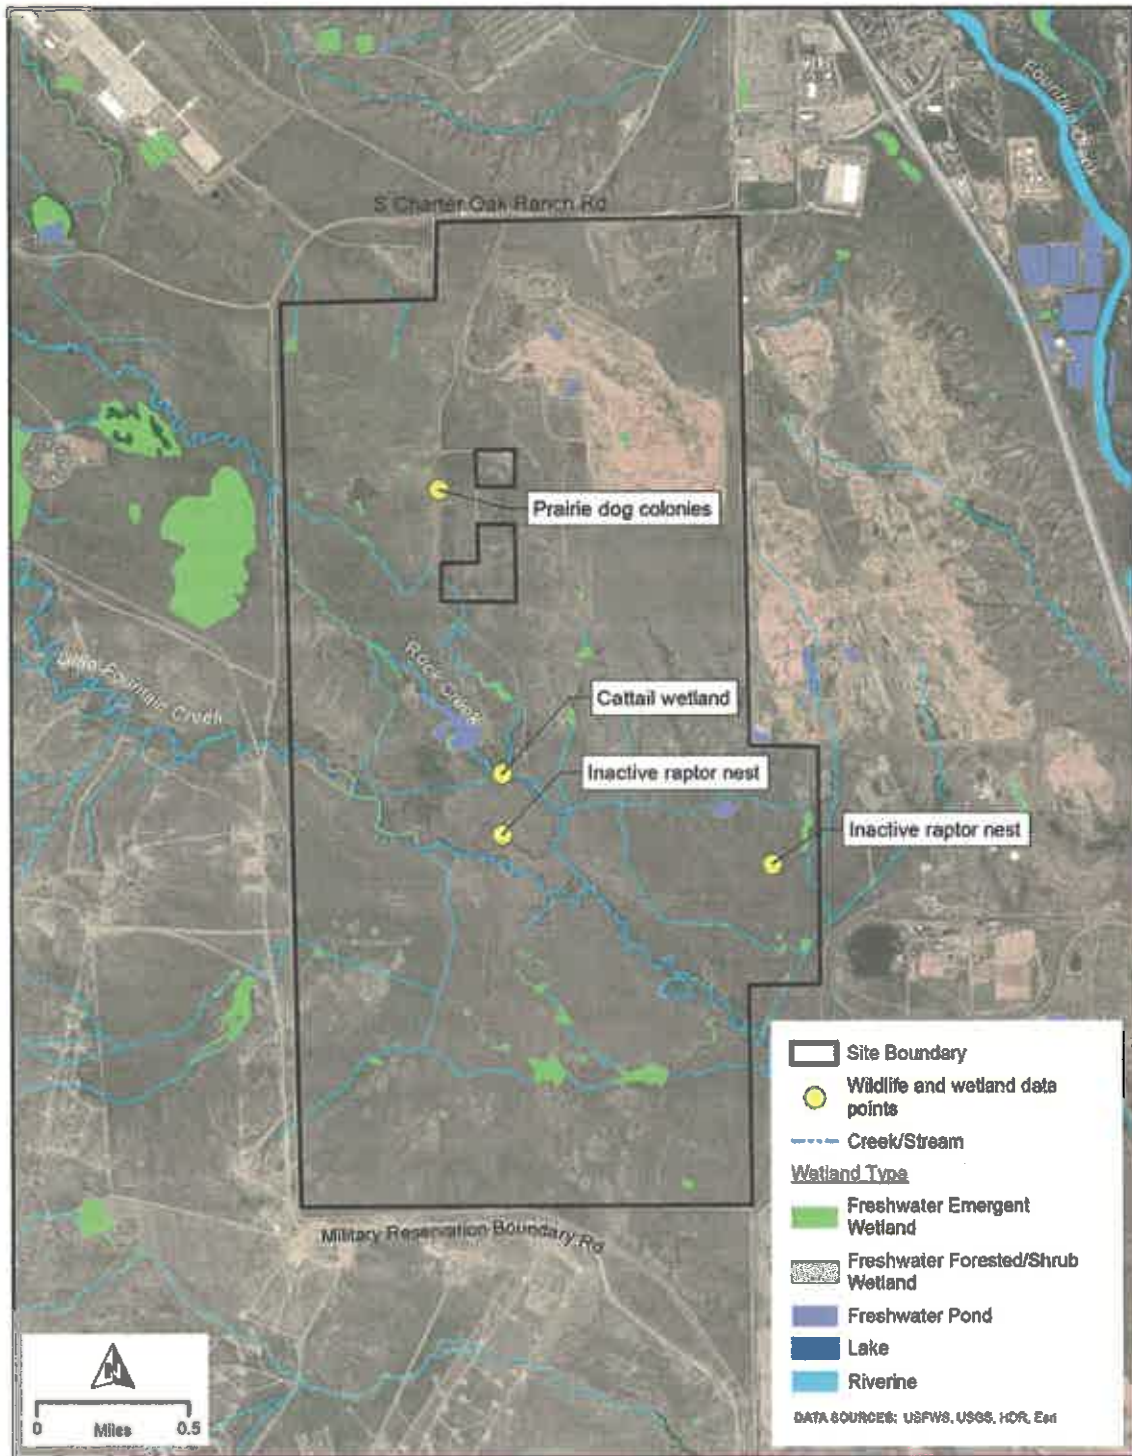 S Charter Oak Ranch Rd
Fountain Creek
Prairie dog colonies
Rock Creek
Little Fountain Creek
Cattail wetland
Inactive raptor nest
Inactive raptor nest
Military Reservation Boundary Rd
Site Boundary
Wildlife and wetland data
points
Creek/Stream
Wetland Type
Freshwater Emergent
Wetland
Freshwater Forested/Shrub
Wetland
Freshwater Pond
Lake
Riverine
DATA SOURCES: USFWS, USGS, HDR, Esri
N
0 Miles 0.5